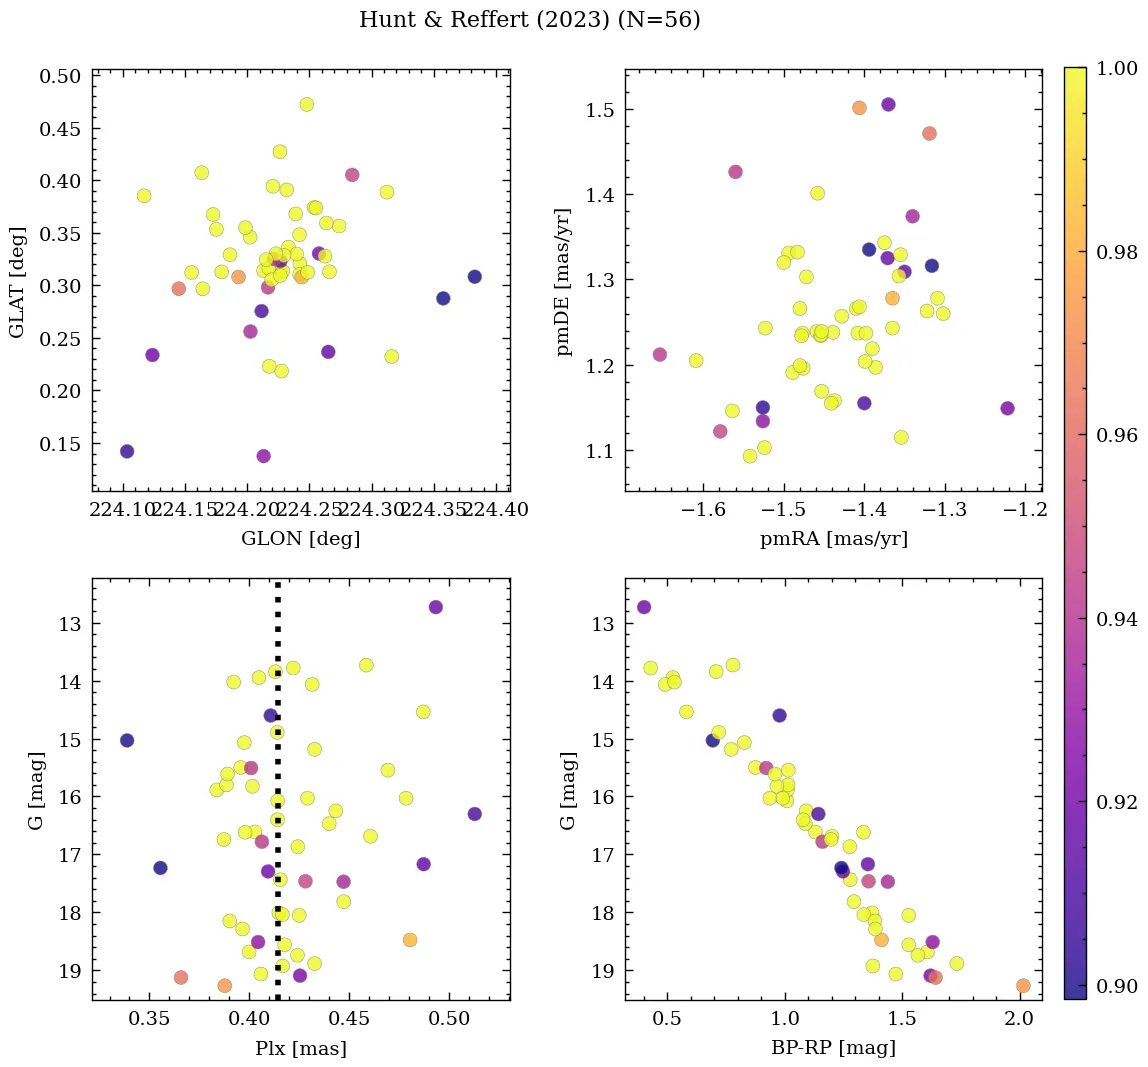 Hunt & Reffert (2023) (N=56)
0.50
0.45
0.40
0.35
0.30
0.25
0.20
0.15
GLAT [deg]
224.10 224.15 224.20 224.25 224.30 224.35 224.40
GLON [deg]
1.5
1.4
1.3
1.2
1.1
pmDE [mas/yr]
−1.6 −1.5 −1.4 −1.3 −1.2
pmRA [mas/yr]
13
14
15
16
17
18
19
G [mag]
0.35 0.40 0.45 0.50
Plx [mas]
13
14
15
16
17
18
19
G [mag]
0.5 1.0 1.5 2.0
BP-RP [mag]
1.00
0.98
0.96
0.94
0.92
0.90